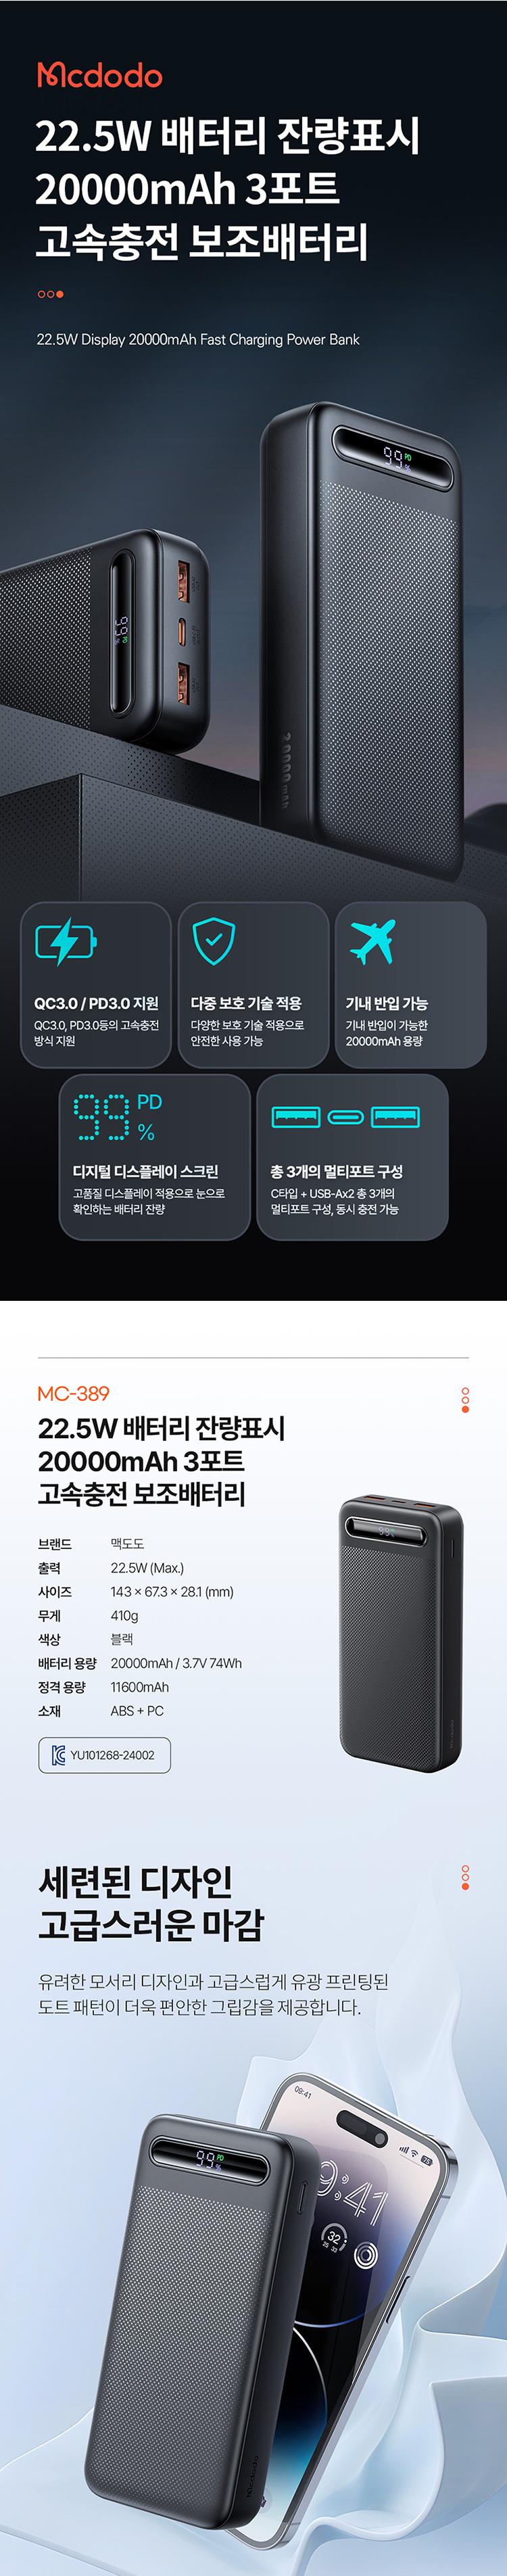 Mcdodo
22.5W 배터리 잔량표시
20000mAh 3포트
고속충전 보조배터리
22.5W Display 20000mAh Fast Charging Power Bank
99 PD
%
99 PD
%
20000mAh
QC3.0 / PD3.0 지원
QC3.0, PD3.0등의 고속충전
방식 지원
다중 보호 기술 적용
다양한 보호 기술 적용으로
안전한 사용 가능
기내 반입 가능
기내 반입이 가능한
20000mAh 용량
99 PD
%
디지털 디스플레이 스크린
고품질 디스플레이 적용으로 눈으로
확인하는 배터리 잔량
총 3개의 멀티포트 구성
C타입 + USB-Ax2 총 3개의
멀티포트 구성, 동시 충전 가능
MC-389
22.5W 배터리 잔량표시
20000mAh 3포트
고속충전 보조배터리
브랜드 맥도도
출력 22.5W (Max.)
사이즈 143 × 67.3 × 28.1 (mm)
무게 410g
색상 블랙
배터리 용량 20000mAh / 3.7V 74Wh
정격 용량 11600mAh
소재 ABS + PC
YU101268-24002
99
Mcdodo
세련된 디자인
고급스러운 마감
유려한 모서리 디자인과 고급스럽게 유광 프린팅된
도트 패턴이 더욱 편안한 그립감을 제공합니다.
09:41
99 PD
%
9:41
32
Mcdodo